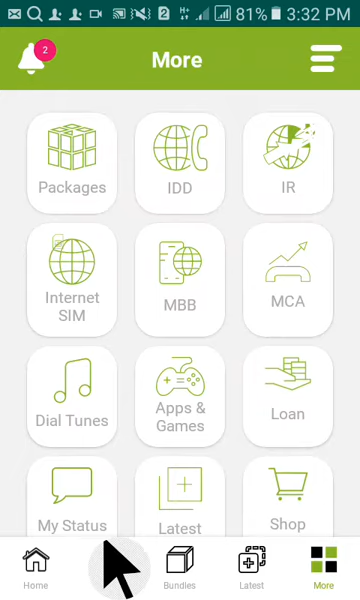 2 H+ 81% 3:32 PM
2
More
Packages IDD IR
Internet SIM MBB MCA
Dial Tunes Apps & Games Loan
My Status Latest Shop
Home Bundles Latest More